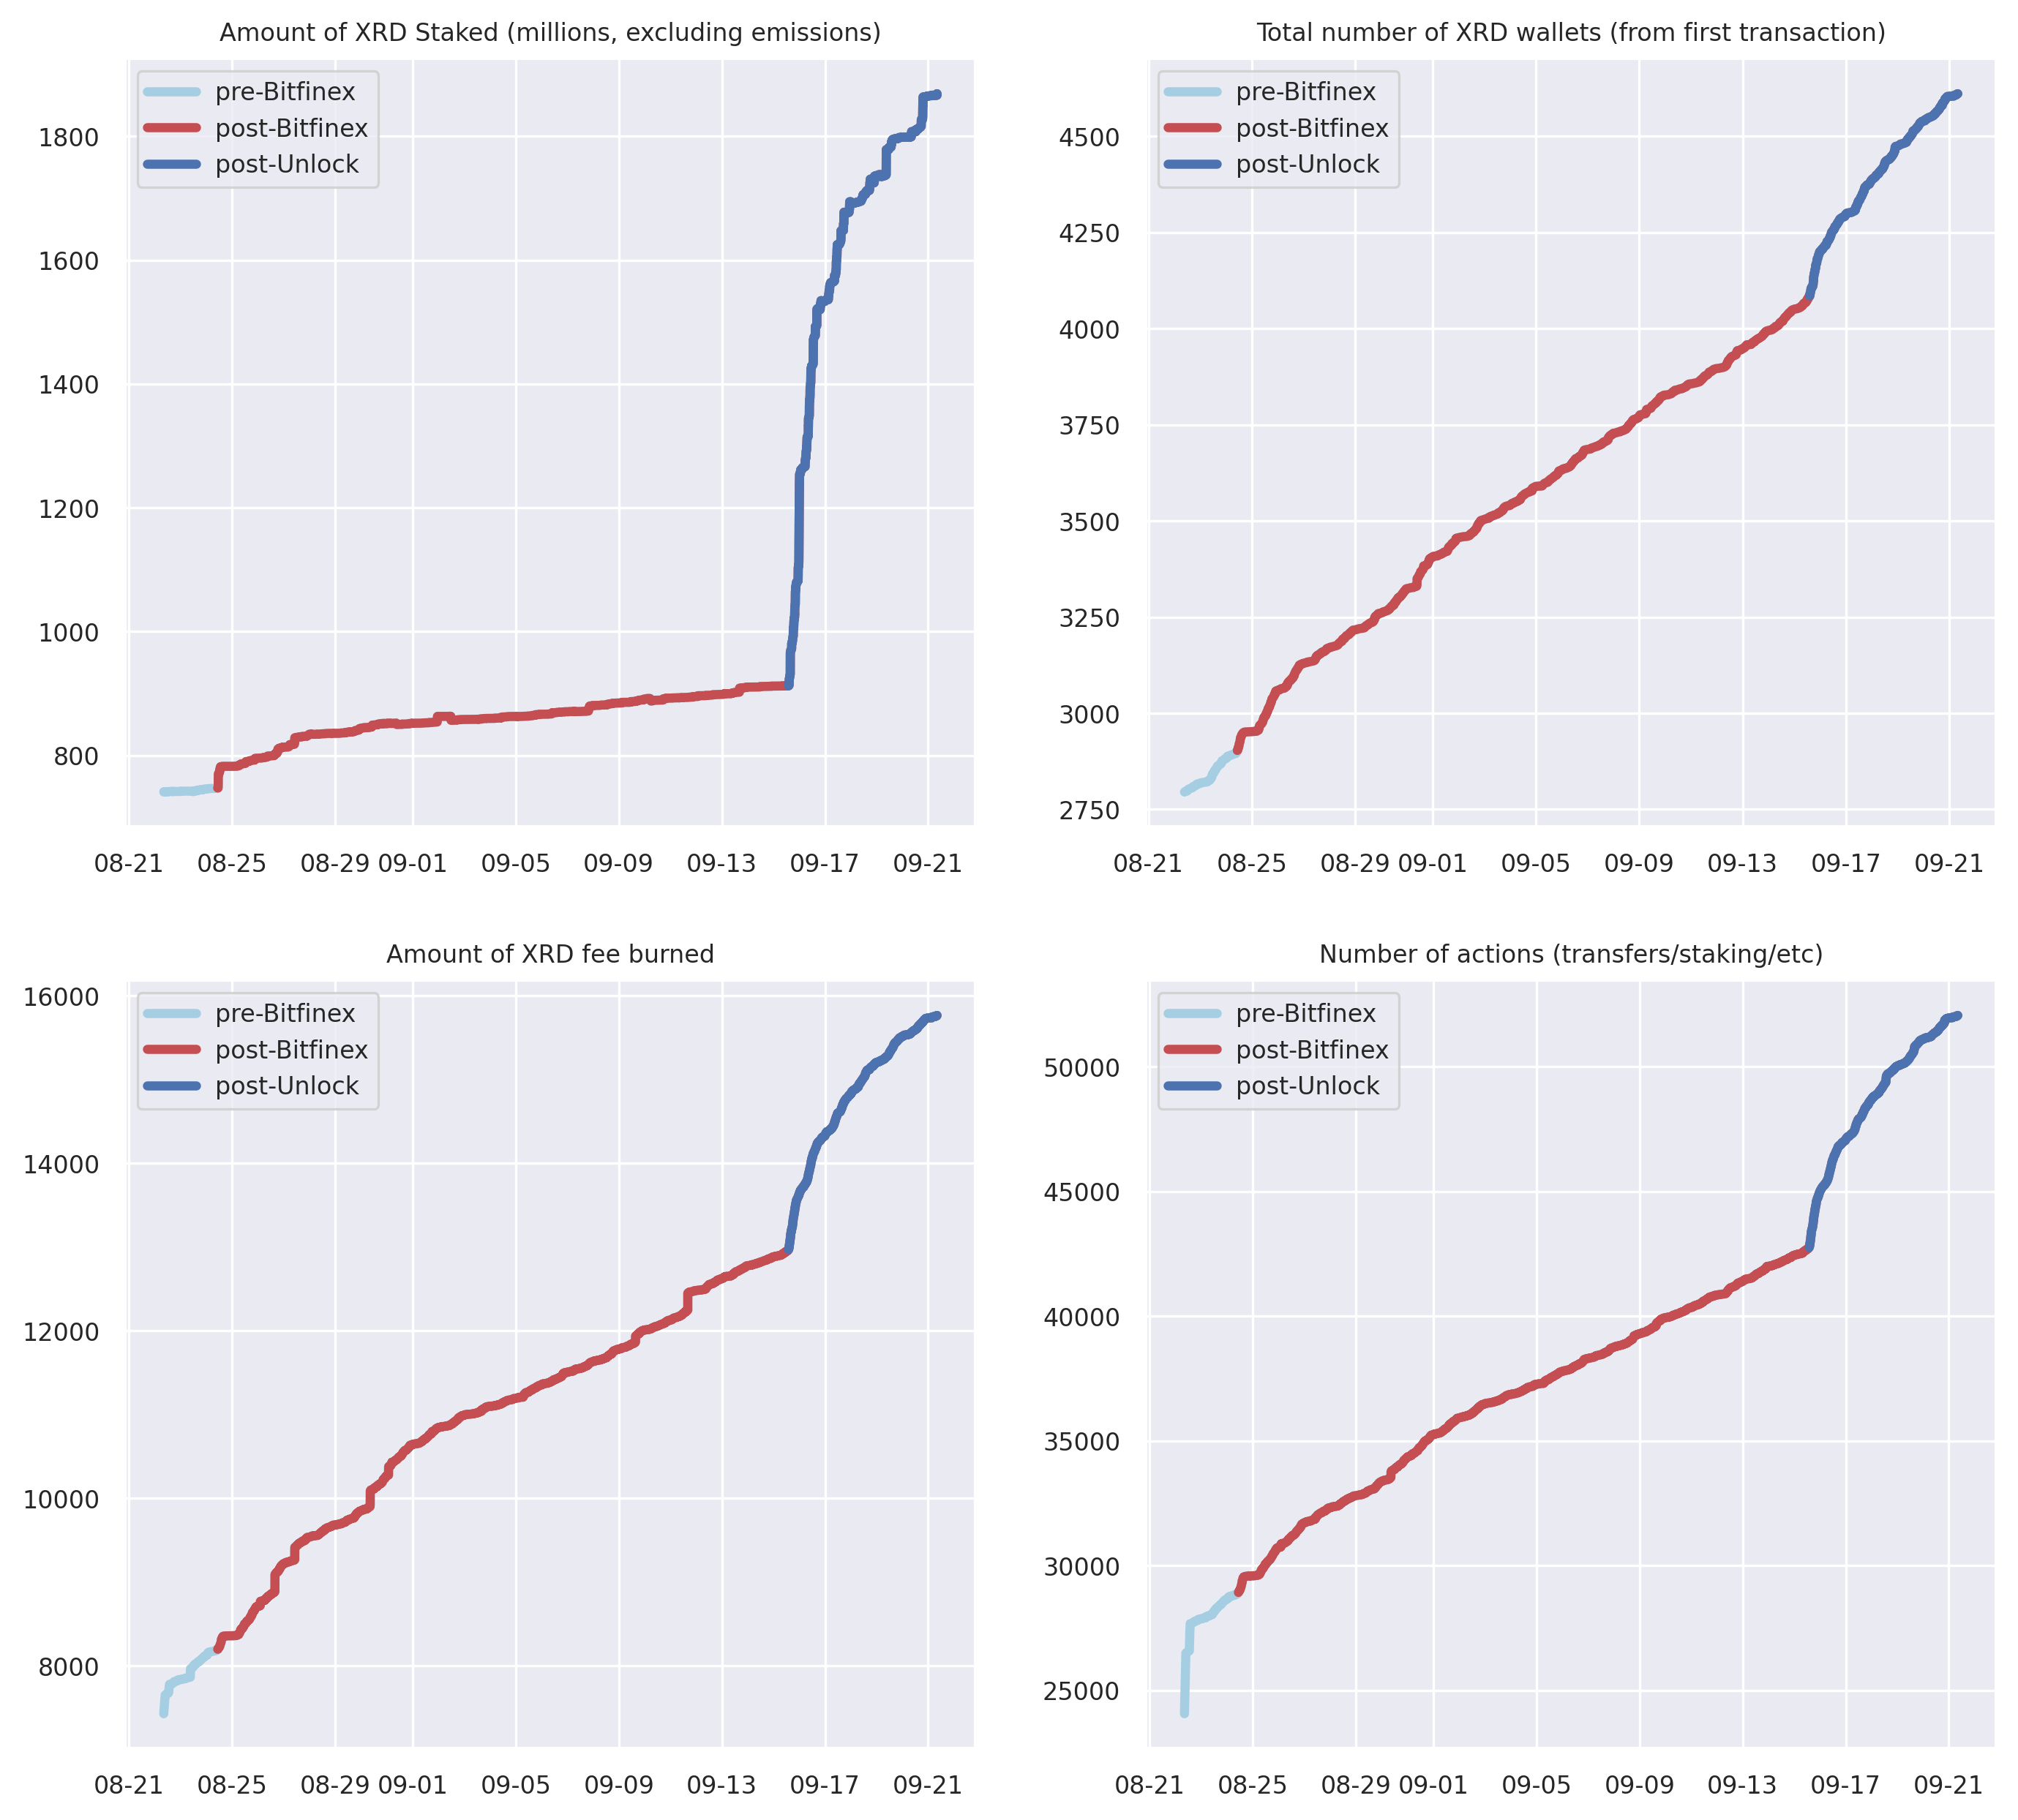 Amount of XRD Staked (millions, excluding emissions)
pre-Bitfinex
post-Bitfinex
post-Unlock
1800
1600
1400
1200
1000
800
08-21 08-25 08-29 09-01 09-05 09-09 09-13 09-17 09-21
Total number of XRD wallets (from first transaction)
pre-Bitfinex
post-Bitfinex
post-Unlock
4500
4250
4000
3750
3500
3250
3000
2750
08-21 08-25 08-29 09-01 09-05 09-09 09-13 09-17 09-21
Amount of XRD fee burned
pre-Bitfinex
post-Bitfinex
post-Unlock
16000
14000
12000
10000
8000
08-21 08-25 08-29 09-01 09-05 09-09 09-13 09-17 09-21
Number of actions (transfers/staking/etc)
pre-Bitfinex
post-Bitfinex
post-Unlock
50000
45000
40000
35000
30000
25000
08-21 08-25 08-29 09-01 09-05 09-09 09-13 09-17 09-21